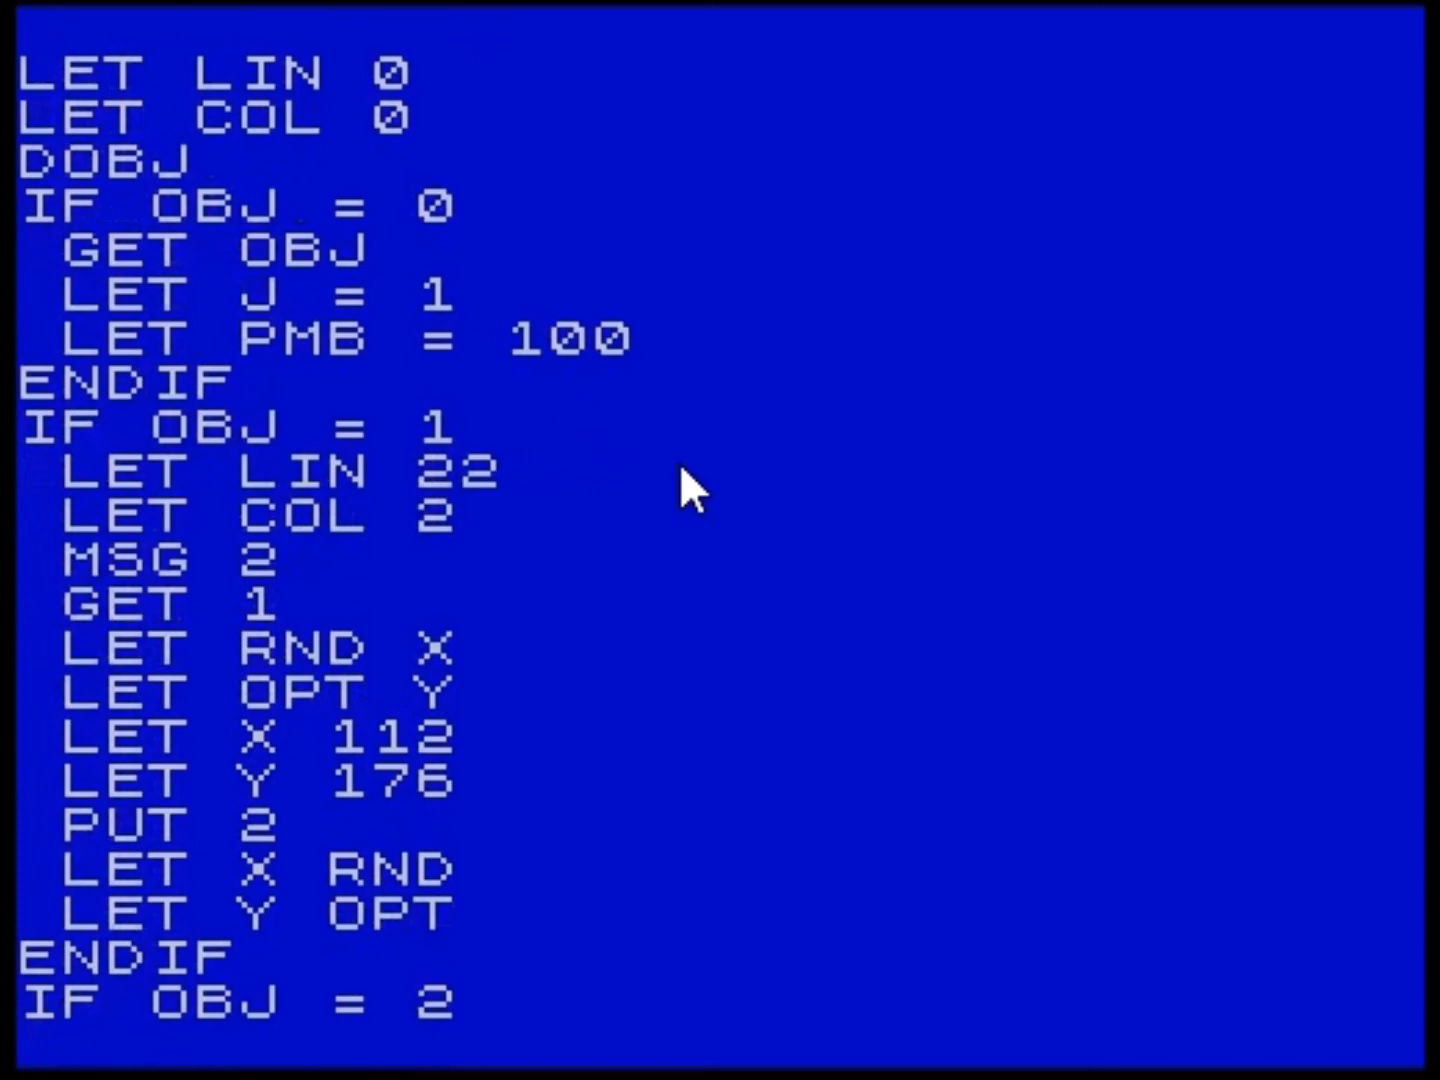 LET LIN 0
LET COL 0
DOBJ
IF OBJ = 0
 GET OBJ
 LET J = 1
 LET PMB = 100
ENDIF
IF OBJ = 1
 LET LIN 22
 LET COL 2
 MSG 2
 GET 1
 LET RND X
 LET OPT Y
 LET X 112
 LET Y 176
 PUT 2
 LET X RND
 LET Y OPT
ENDIF
IF OBJ = 2